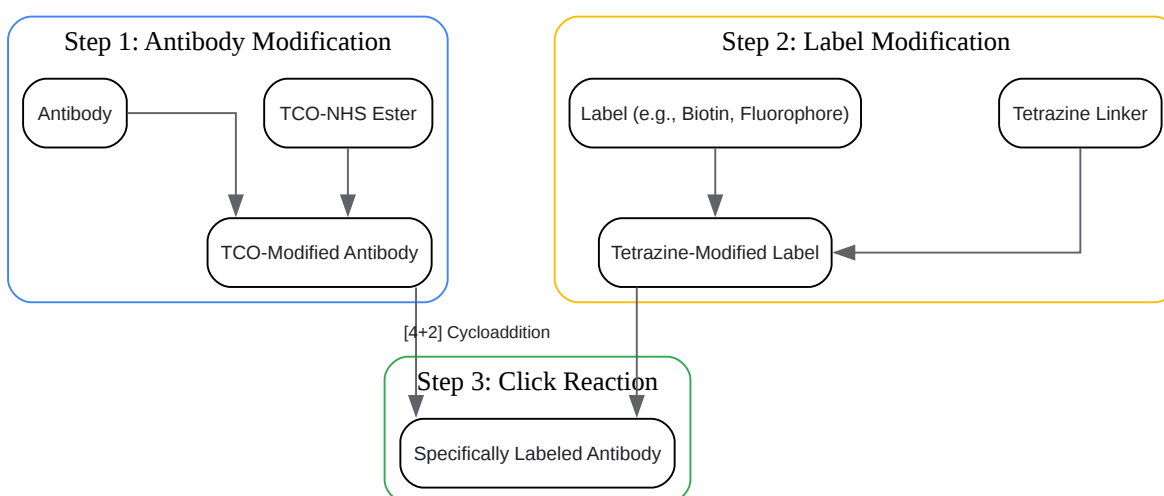 Step 1: Antibody Modification
Antibody
TCO-NHS Ester
TCO-Modified Antibody
Step 2: Label Modification
Label (e.g., Biotin, Fluorophore)
Tetrazine Linker
Tetrazine-Modified Label
[4+2] Cycloaddition
Step 3: Click Reaction
Specifically Labeled Antibody